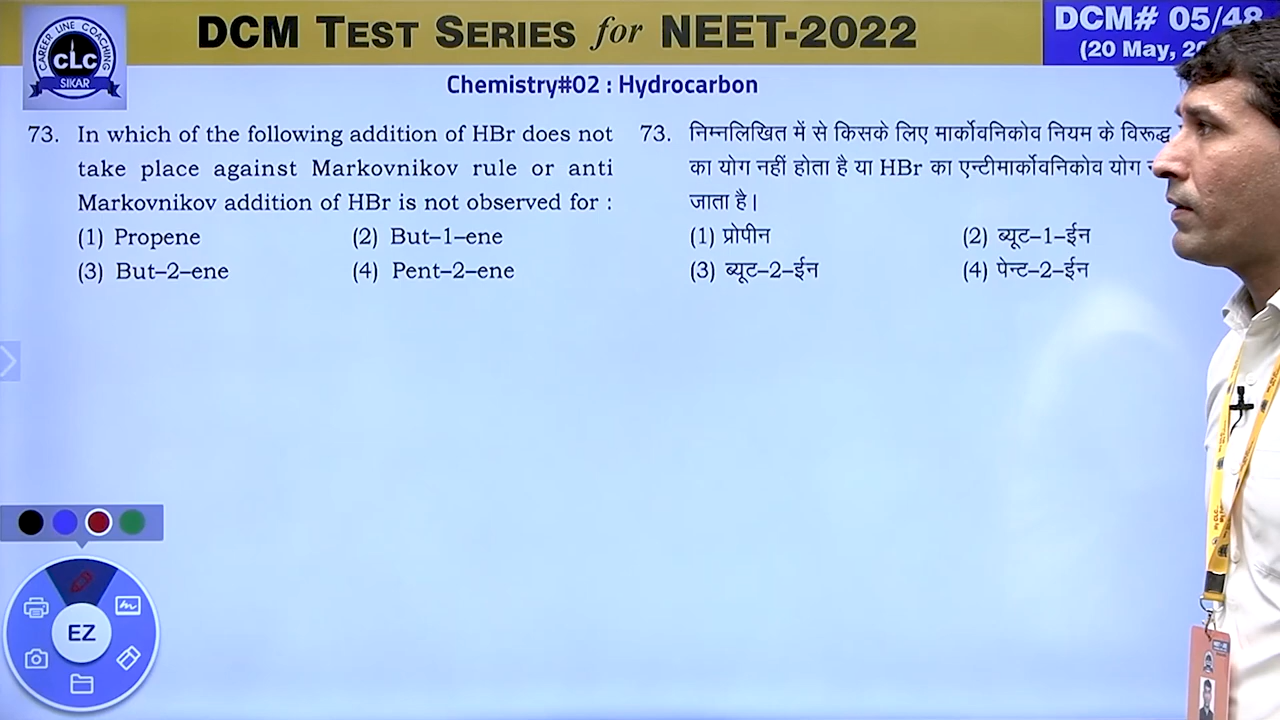 CAREER LINE COACHING
CLC
SIKAR
DCM TEST SERIES for NEET-2022
DCM# 05/48
(20 May, 20
Chemistry#02 : Hydrocarbon
73. In which of the following addition of HBr does not
take place against Markovnikov rule or anti
Markovnikov addition of HBr is not observed for :
(1) Propene (2) But–1–ene
(3) But–2–ene (4) Pent–2–ene
73. निम्नलिखित में से किसके लिए मार्कोवनिकोव नियम के विरूद्ध
का योग नहीं होता है या HBr का एन्टीमार्कोवनिकोव योग
जाता है।
(1) प्रोपीन (2) ब्यूट–1–ईन
(3) ब्यूट–2–ईन (4) पेन्ट–2–ईन
EZ